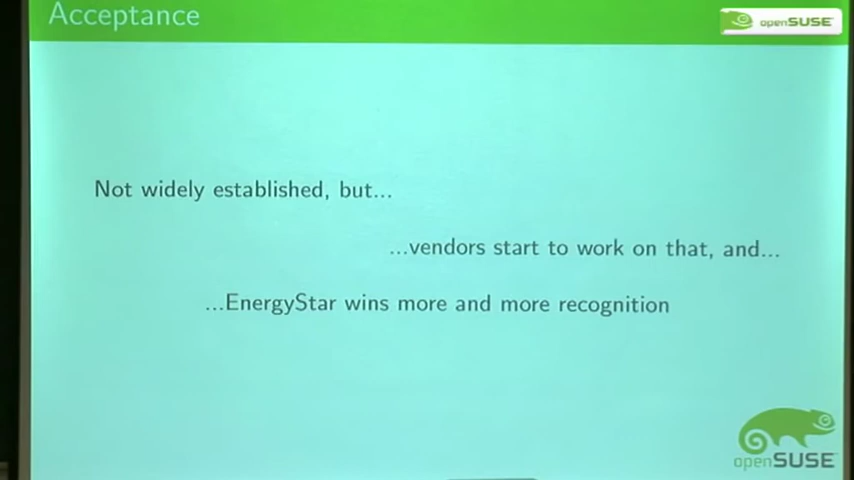 Acceptance
openSUSE
Not widely established, but...
...vendors start to work on that, and...
...EnergyStar wins more and more recognition
openSUSE